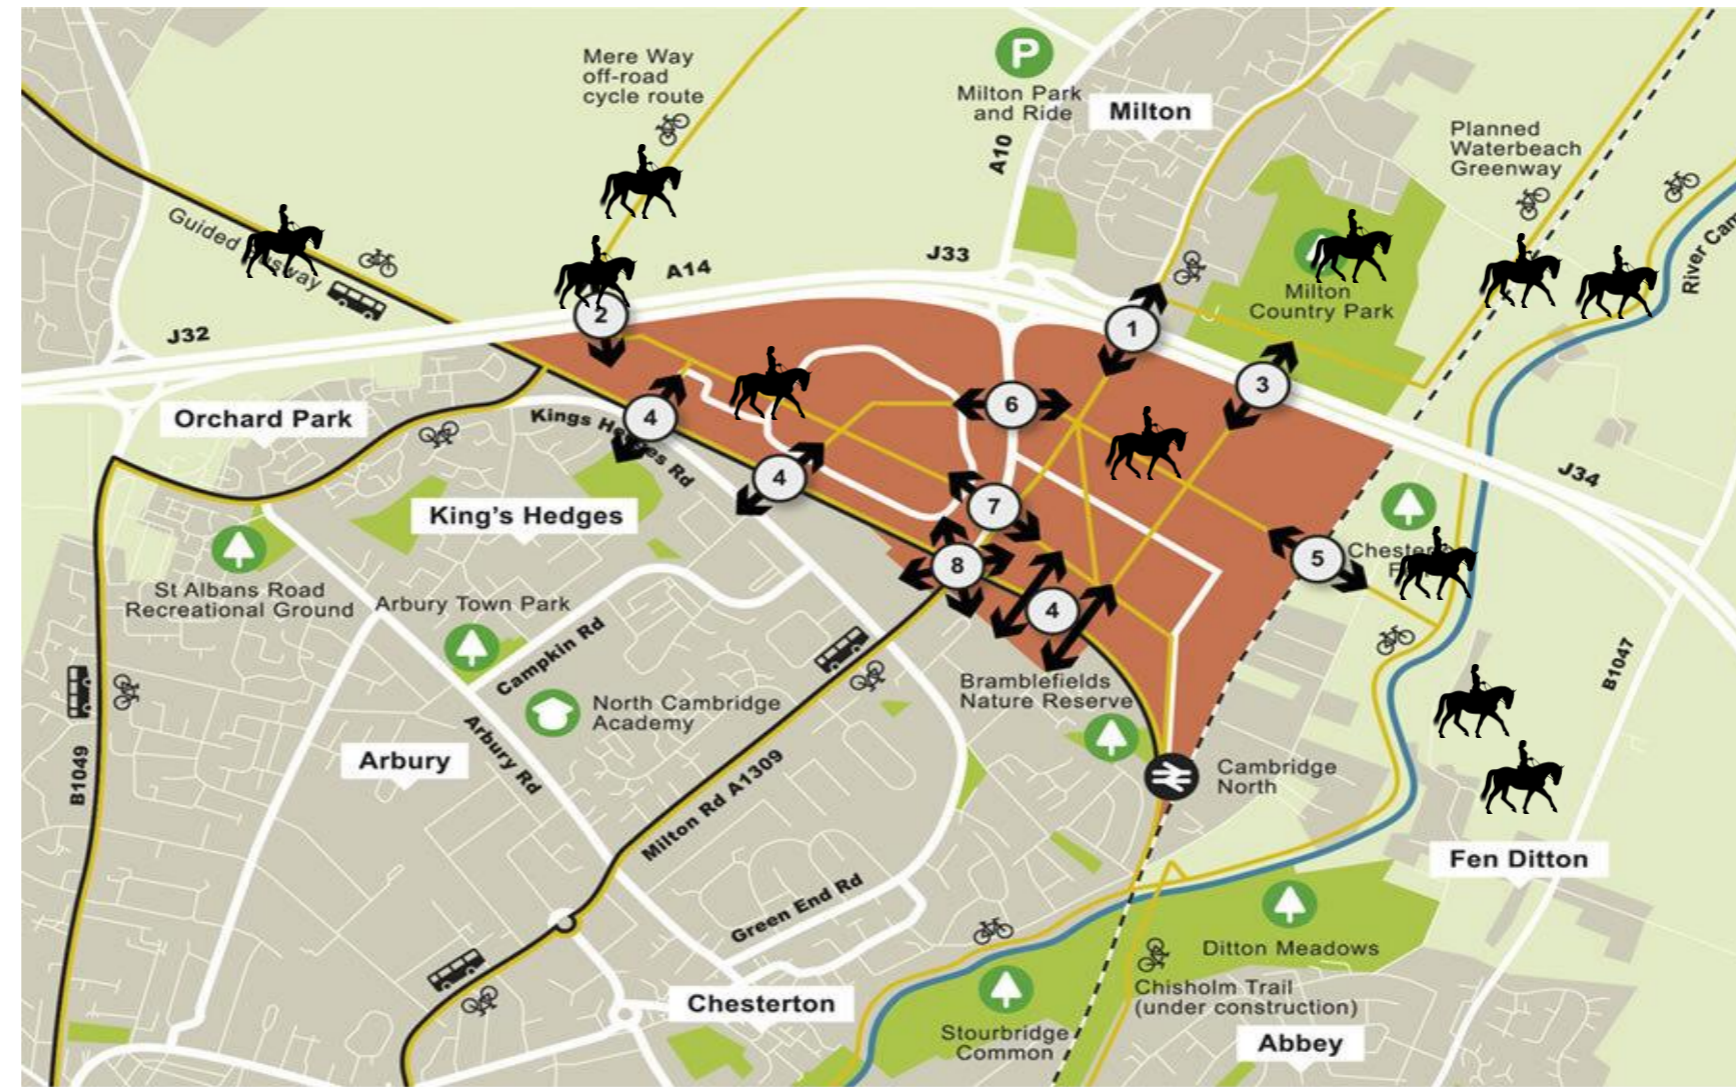 Mere Way
off-road
cycle route
P
Milton Park
and Ride
Milton
A10
Planned
Waterbeach
Greenway
River Cam
Guided
Busway
J32
A14
J33
Milton
Country Park
2
1
3
6
Orchard Park
Kings Hedges Rd
4
4
J34
King's Hedges
7
5
8
4
St Albans Road
Recreational Ground
Arbury Town Park
Campkin Rd
North Cambridge
Academy
Bramblefields
Nature Reserve
B1047
B1049
Arbury
Arbury Rd
Milton Rd A1309
Cambridge
North
Fen Ditton
Green End Rd
Ditton Meadows
Chisholm Trail
(under construction)
Chesterton
Stourbridge
Common
Abbey